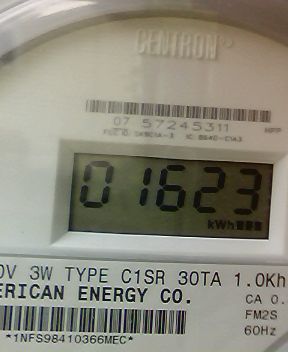 CENTRON
07 57245311
01623
kWh
0V 3W TYPE C1SR 30TA 1.0Kh
ERICAN ENERGY CO. CA 0.
FM2S
*1NFS98410366MEC* 60Hz